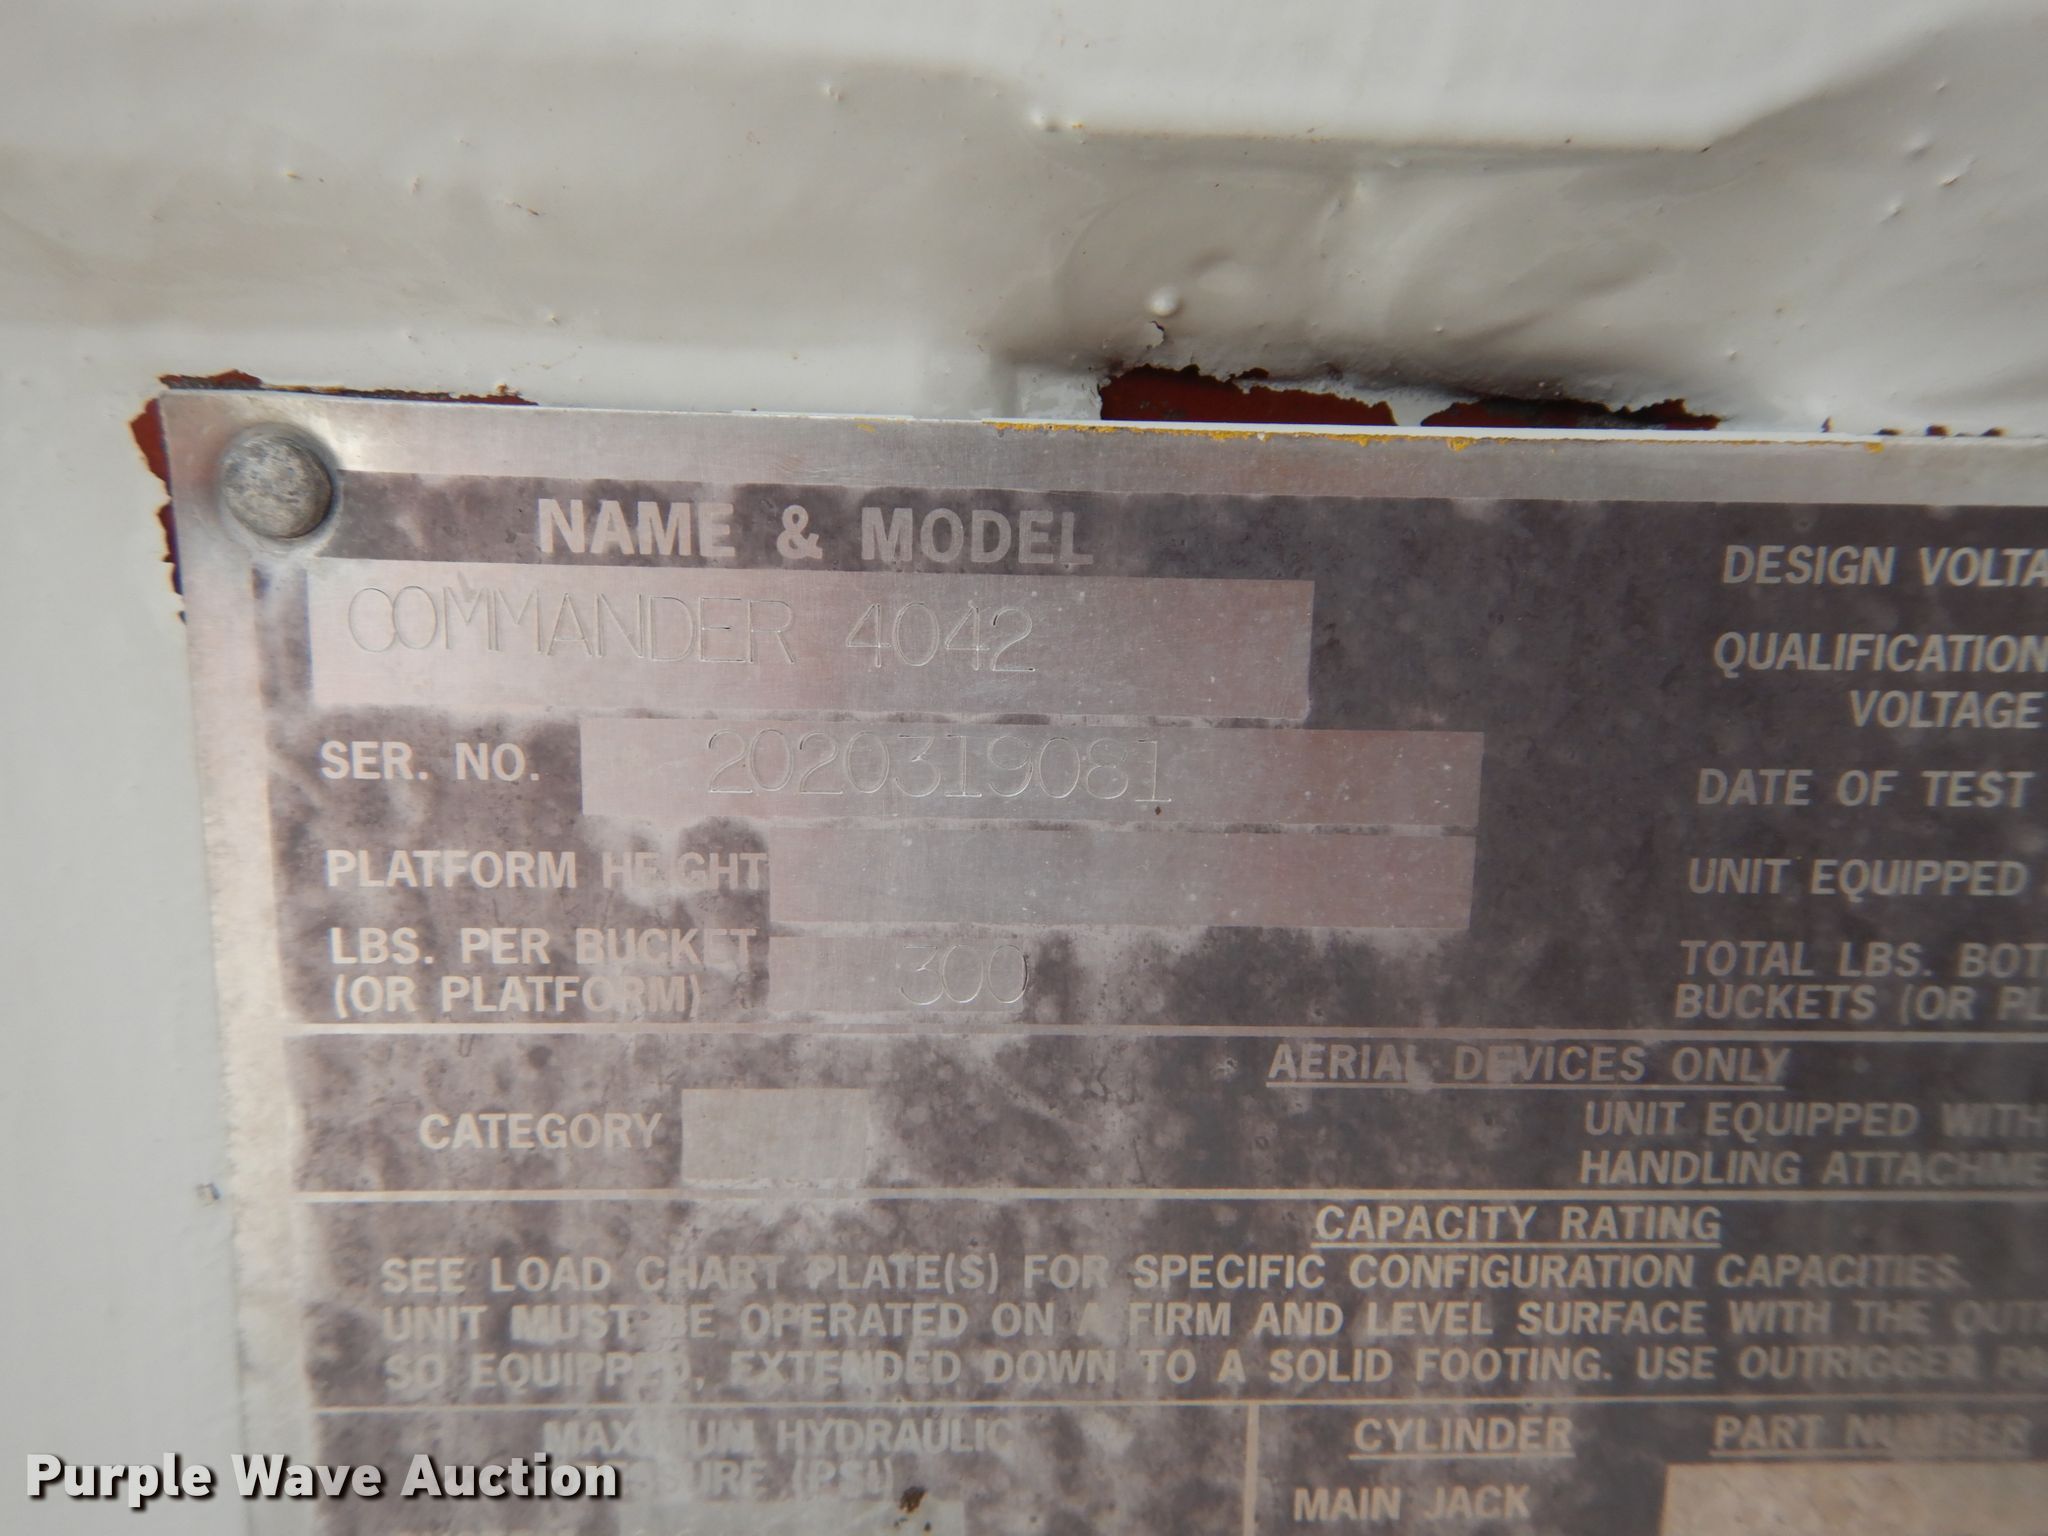 NAME & MODEL
COMMANDER 4042
SER. NO. 2020319081
PLATFORM HEIGHT
LBS. PER BUCKET
(OR PLATFORM) 300
DESIGN VOLTA
QUALIFICATION
VOLTAGE
DATE OF TEST
UNIT EQUIPPED
TOTAL LBS. BOT
BUCKETS (OR PL
AERIAL DEVICES ONLY
CATEGORY
UNIT EQUIPPED WITH
HANDLING ATTACHME
CAPACITY RATING
SEE LOAD CHART PLATE(S) FOR SPECIFIC CONFIGURATION CAPACITIES.
UNIT MUST BE OPERATED ON A FIRM AND LEVEL SURFACE WITH THE OUT
SO EQUIPPED, EXTENDED DOWN TO A SOLID FOOTING. USE OUTRIGGER PA
MAXIMUM HYDRAULIC
SURE (PSI)
CYLINDER PART NUMBER
MAIN JACK
Purple Wave Auction